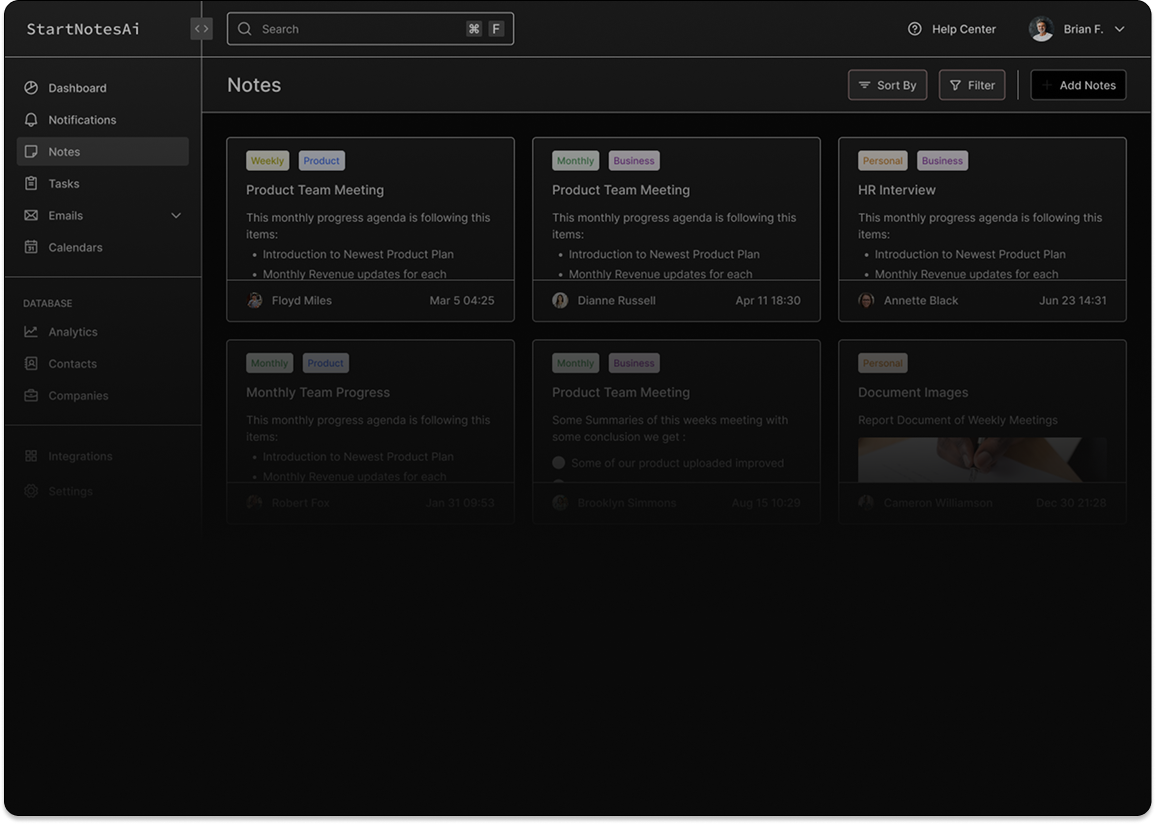 StartNotesAi
Search
⌘ F
Help Center
Brian F.
Dashboard
Notifications
Notes
Tasks
Emails
Calendars
DATABASE
Analytics
Contacts
Companies
Integrations
Settings
Notes
Sort By
Filter
+ Add Notes
Weekly Product
Product Team Meeting
This monthly progress agenda is following this
items:
• Introduction to Newest Product Plan
• Monthly Revenue updates for each
Floyd Miles Mar 5 04:25
Monthly Business
Product Team Meeting
This monthly progress agenda is following this
items:
• Introduction to Newest Product Plan
• Monthly Revenue updates for each
Dianne Russell Apr 11 18:30
Personal Business
HR Interview
This monthly progress agenda is following this
items:
• Introduction to Newest Product Plan
• Monthly Revenue updates for each
Annette Black Jun 23 14:31
Monthly Product
Monthly Team Progress
This monthly progress agenda is following this
items:
• Introduction to Newest Product Plan
• Monthly Revenue updates for each
Robert Fox Jan 31 09:53
Monthly Business
Product Team Meeting
Some Summaries of this weeks meeting with
some conclusion we get :
Some of our product uploaded improved
Brooklyn Simmons Aug 15 10:29
Personal
Document Images
Report Document of Weekly Meetings
Cameron Williamson Dec 30 21:28